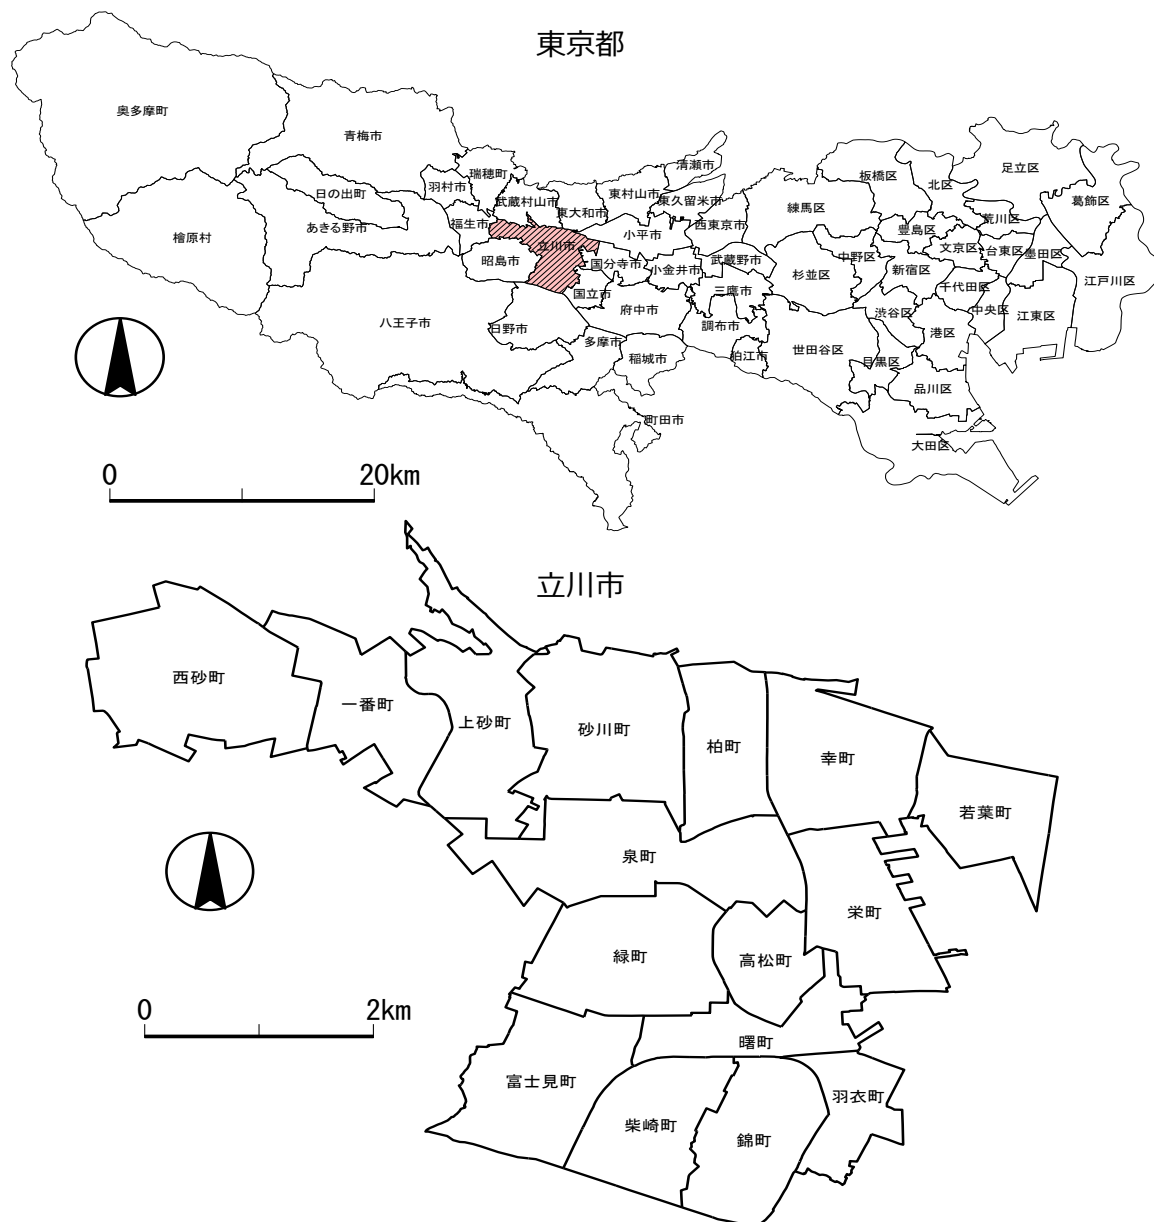 東京都
奥多摩町
青梅市
瑞穂町
清瀬市
羽村市
日の出町
武蔵村山市
東村山市
東久留米市
東大和市
福生市
あきる野市
檜原村
立川市
小平市
西東京市
練馬区
板橋区
北区
足立区
葛飾区
荒川区
豊島区
文京区
台東区
墨田区
昭島市
国分寺市
小金井市
武蔵野市
杉並区
中野区
新宿区
千代田区
江戸川区
国立市
三鷹市
府中市
渋谷区
中央区
江東区
港区
八王子市
日野市
調布市
多摩市
稲城市
狛江市
世田谷区
目黒区
品川区
町田市
大田区
0 20km
立川市
西砂町
一番町
上砂町
砂川町
柏町
幸町
若葉町
泉町
栄町
緑町
高松町
0 2km
曙町
富士見町
羽衣町
柴崎町
錦町